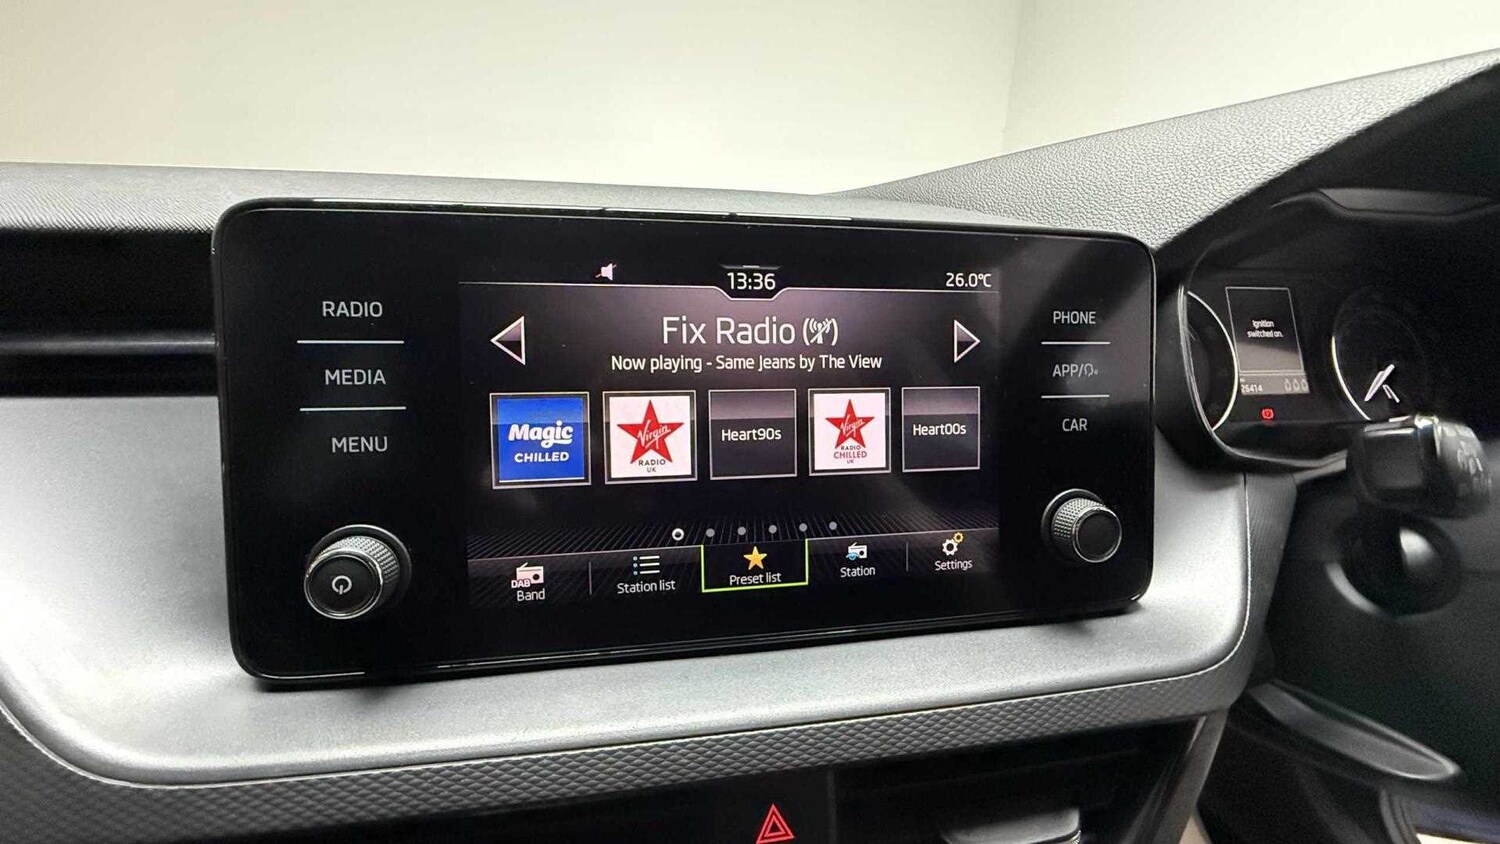 RADIO
MEDIA
MENU
13:36
26.0°C
Fix Radio
Now playing - Same Jeans by The View
Magic
CHILLED
Virgin
RADIO
UK
Heart90s
Virgin
RADIO
CHILLED
UK
Heart00s
DAB
Band
Station list
Preset list
Station
Settings
PHONE
APP/
CAR
Ignition
switched on.